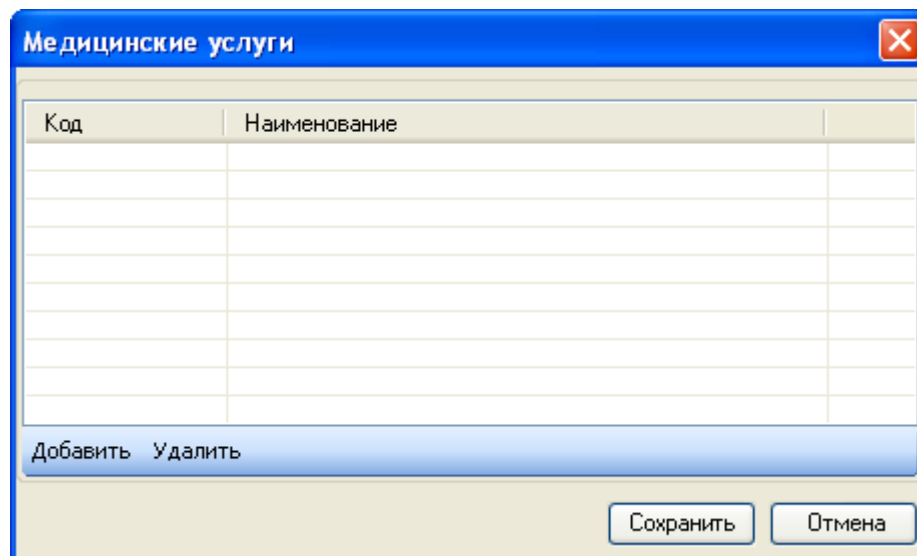 Медицинские услуги
Код Наименование
Добавить Удалить
Сохранить Отмена